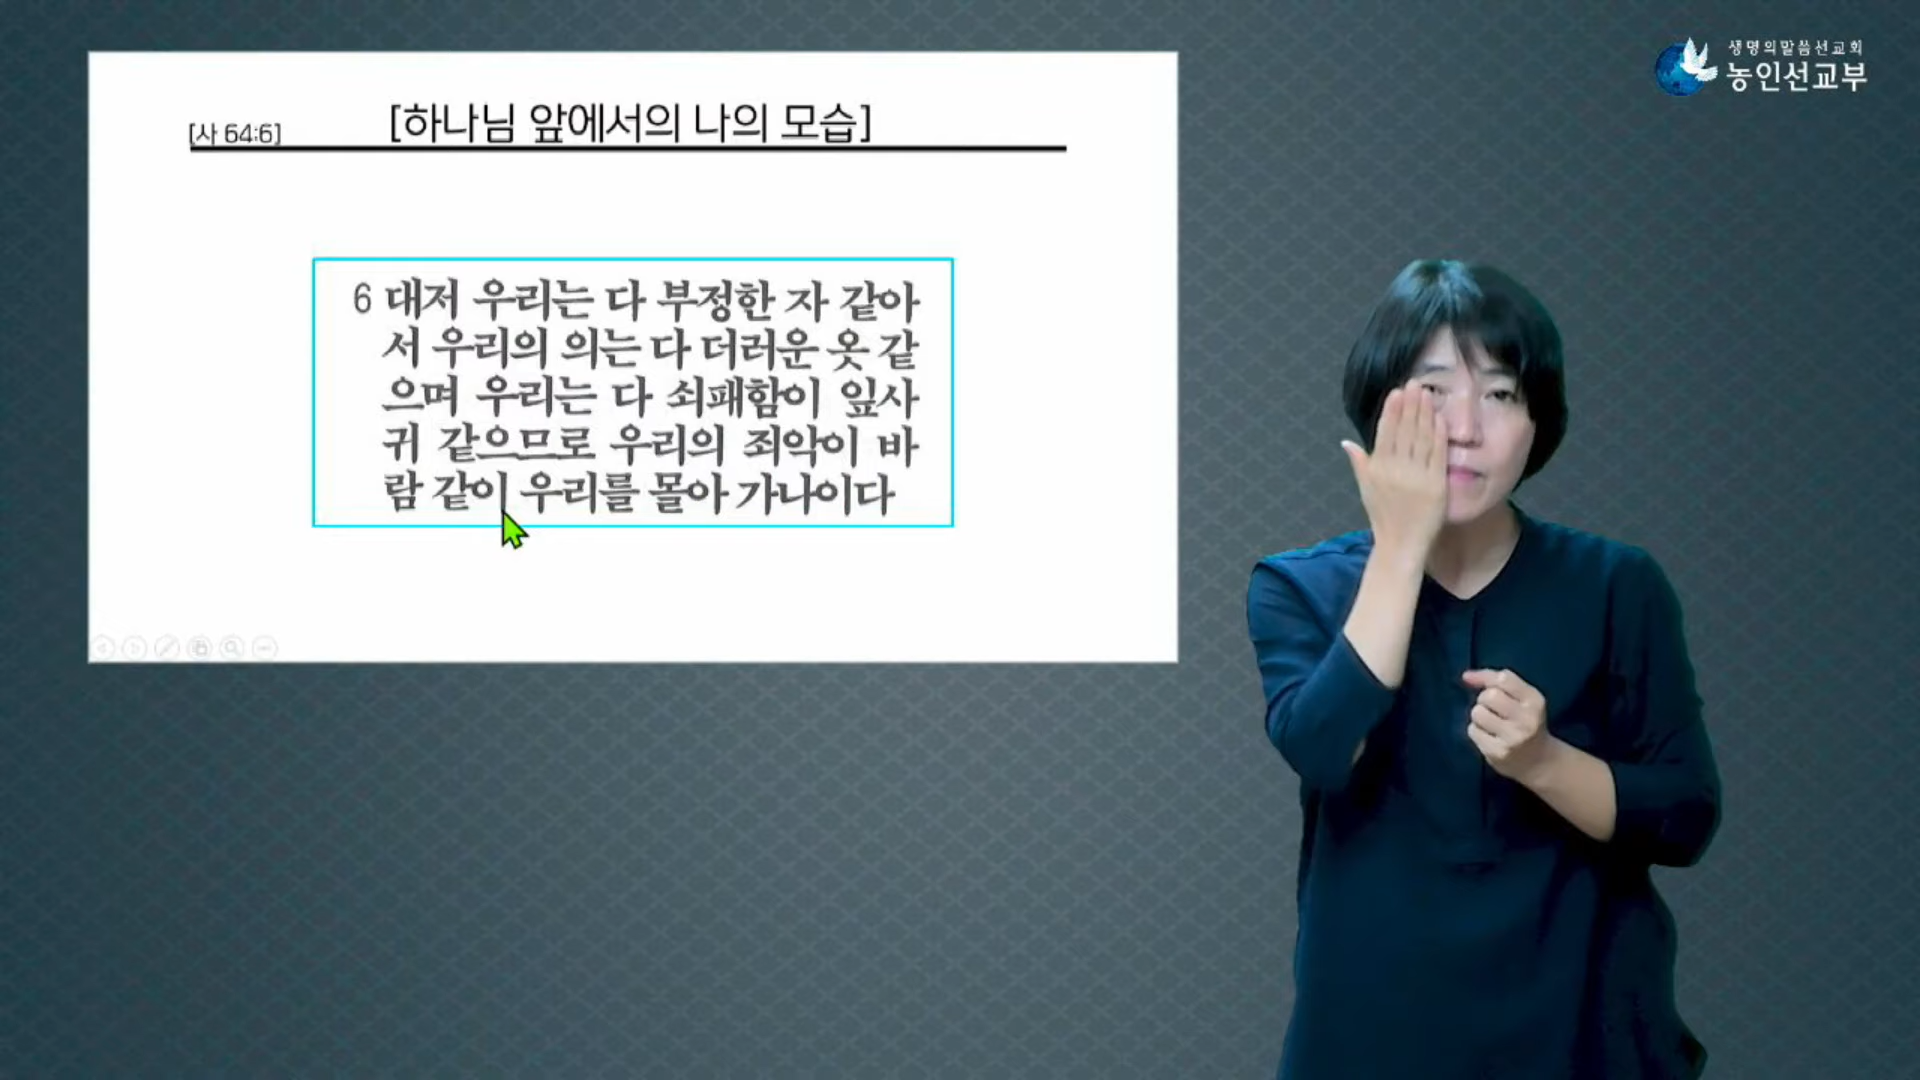 [사 64:6]
[하나님 앞에서의 나의 모습]
6 대저 우리는 다 부정한 자 같아
서 우리의 의는 다 더러운 옷 같
으며 우리는 다 쇠패함이 잎사
귀 같으므로 우리의 죄악이 바
람 같이 우리를 몰아 가나이다
생명의말씀선교회
농인선교부